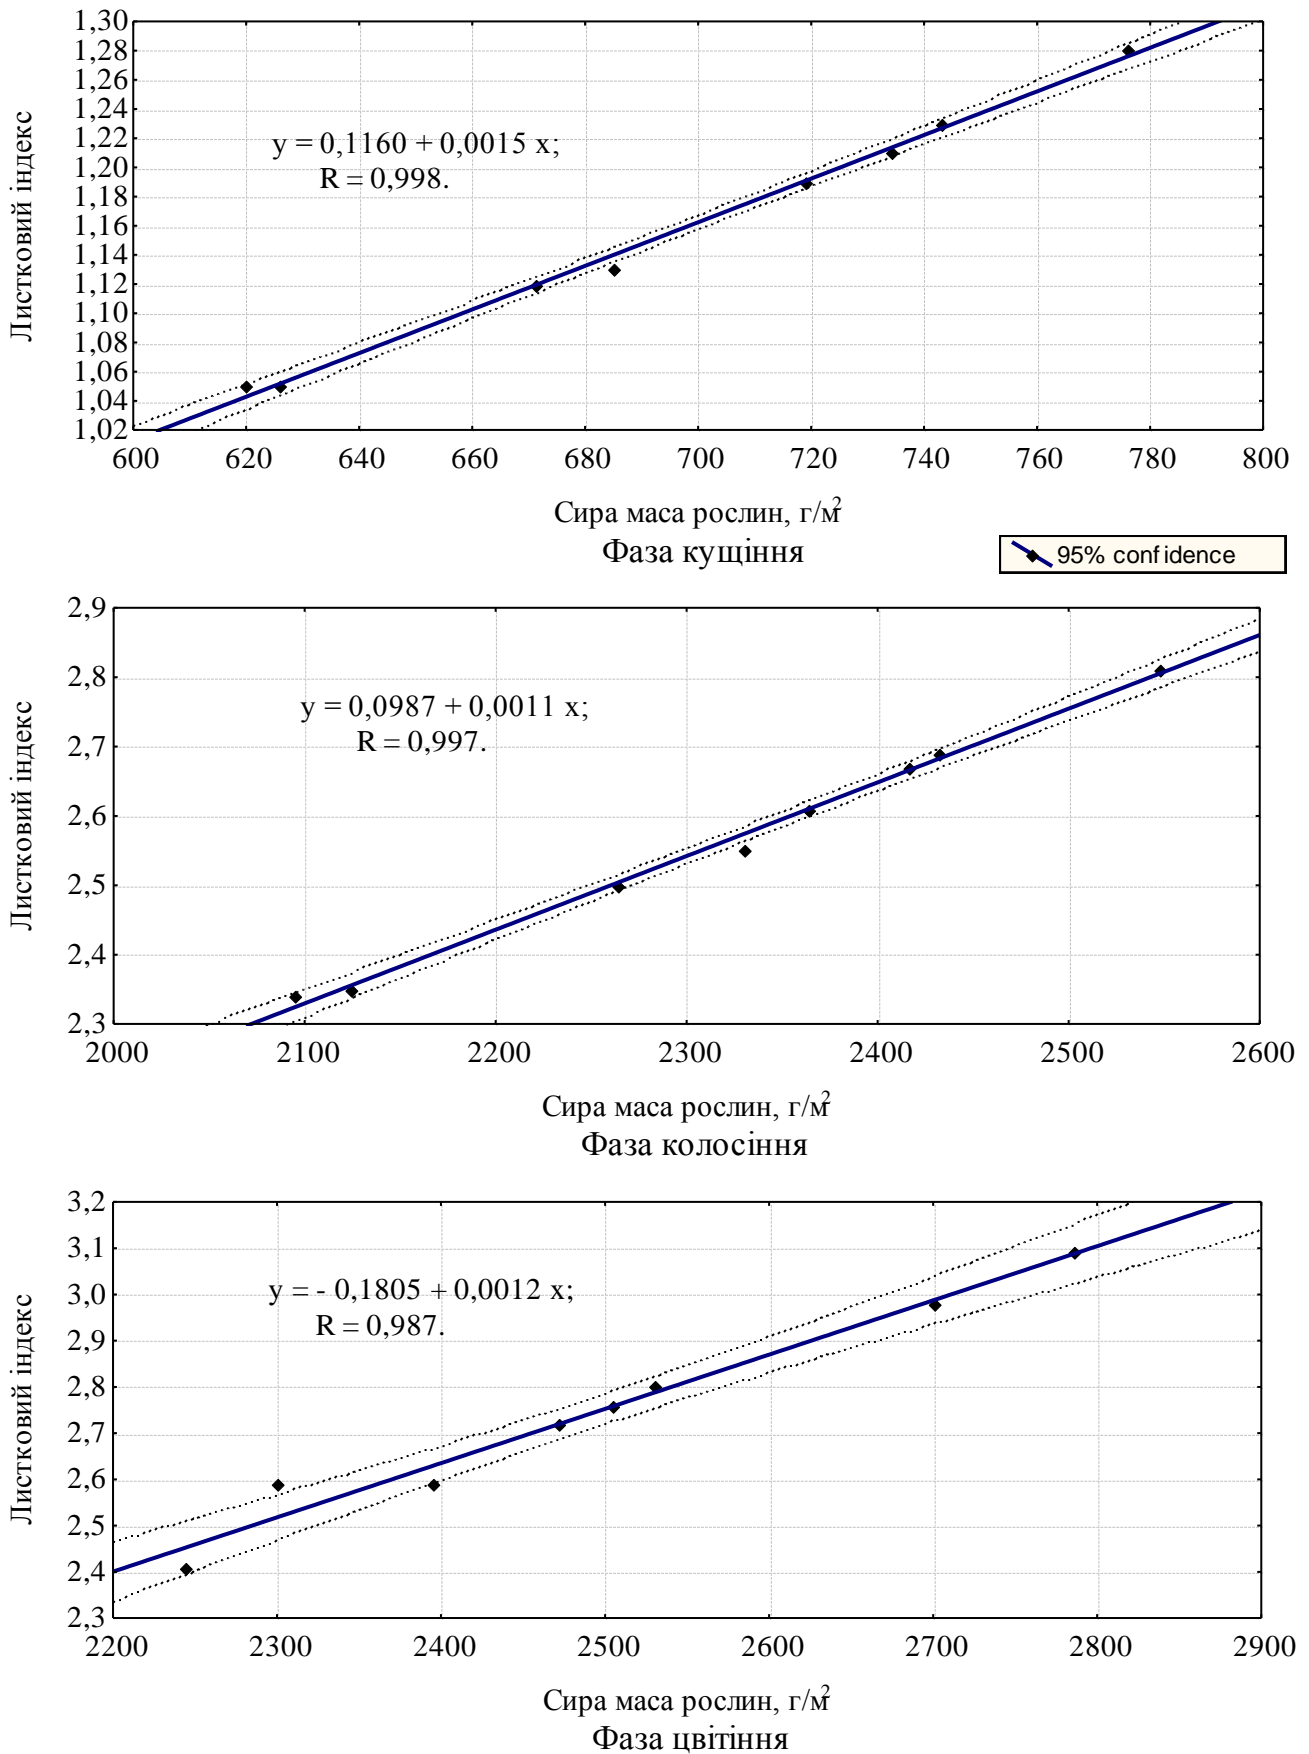 1,30
1,28
1,26
1,24
1,22
1,20
1,18
1,16
1,14
1,12
1,10
1,08
1,06
1,04
1,02
Листковий індекс
y = 0,1160 + 0,0015 x;
R = 0,998.
600 620 640 660 680 700 720 740 760 780 800
Сира маса рослин, г/м²
Фаза кущіння
95% confidence
2,9
2,8
2,7
2,6
2,5
2,4
2,3
Листковий індекс
y = 0,0987 + 0,0011 x;
R = 0,997.
2000 2100 2200 2300 2400 2500 2600
Сира маса рослин, г/м²
Фаза колосіння
3,2
3,1
3,0
2,9
2,8
2,7
2,6
2,5
2,4
2,3
Листковий індекс
y = - 0,1805 + 0,0012 x;
R = 0,987.
2200 2300 2400 2500 2600 2700 2800 2900
Сира маса рослин, г/м²
Фаза цвітіння